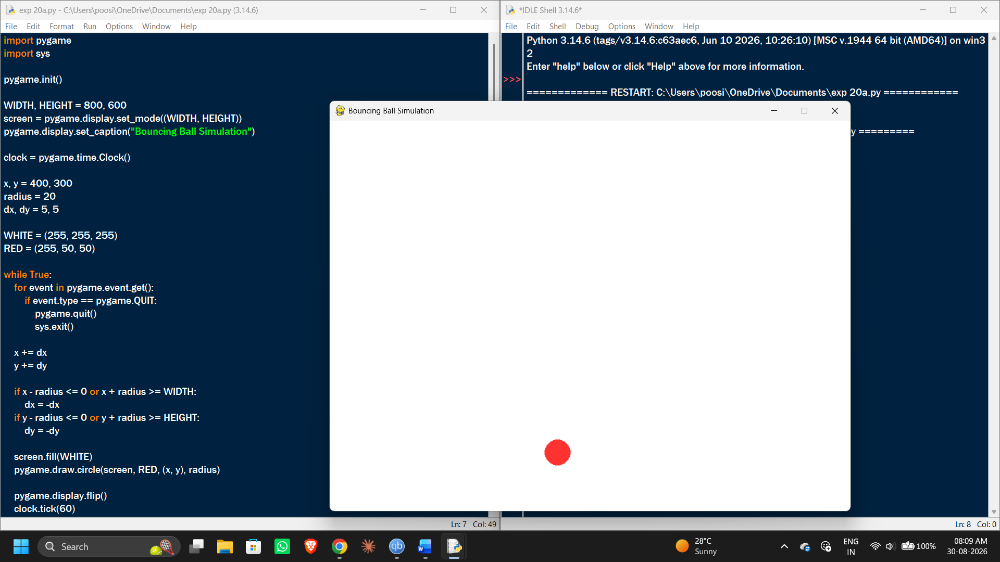 exp 20a.py - C:\Users\poosi\OneDrive\Documents\exp 20a.py (3.14.6)
File Edit Format Run Options Window Help
import pygame
import sys
pygame.init()
WIDTH, HEIGHT = 800, 600
screen = pygame.display.set_mode((WIDTH, HEIGHT))
pygame.display.set_caption("Bouncing Ball Simulation")
clock = pygame.time.Clock()
x, y = 400, 300
radius = 20
dx, dy = 5, 5
WHITE = (255, 255, 255)
RED = (255, 50, 50)
while True:
    for event in pygame.event.get():
        if event.type == pygame.QUIT:
            pygame.quit()
            sys.exit()
    x += dx
    y += dy
    if x - radius <= 0 or x + radius >= WIDTH:
        dx = -dx
    if y - radius <= 0 or y + radius >= HEIGHT:
        dy = -dy
    screen.fill(WHITE)
    pygame.draw.circle(screen, RED, (x, y), radius)
    pygame.display.flip()
    clock.tick(60)
Ln: 7 Col: 49
*IDLE Shell 3.14.6*
File Edit Shell Debug Options Window Help
Python 3.14.6 (tags/v3.14.6:c63aec6, Jun 10 2026, 10:26:10) [MSC v.1944 64 bit (AMD64)] on win3
2
Enter "help" below or click "Help" above for more information.
>>>
============= RESTART: C:\Users\poosi\OneDrive\Documents\exp 20a.py ============
y =========
Ln: 8 Col: 0
Bouncing Ball Simulation
Search
qb
W
28°C
Sunny
ENG
IN
100%
08:09 AM
30-08-2026